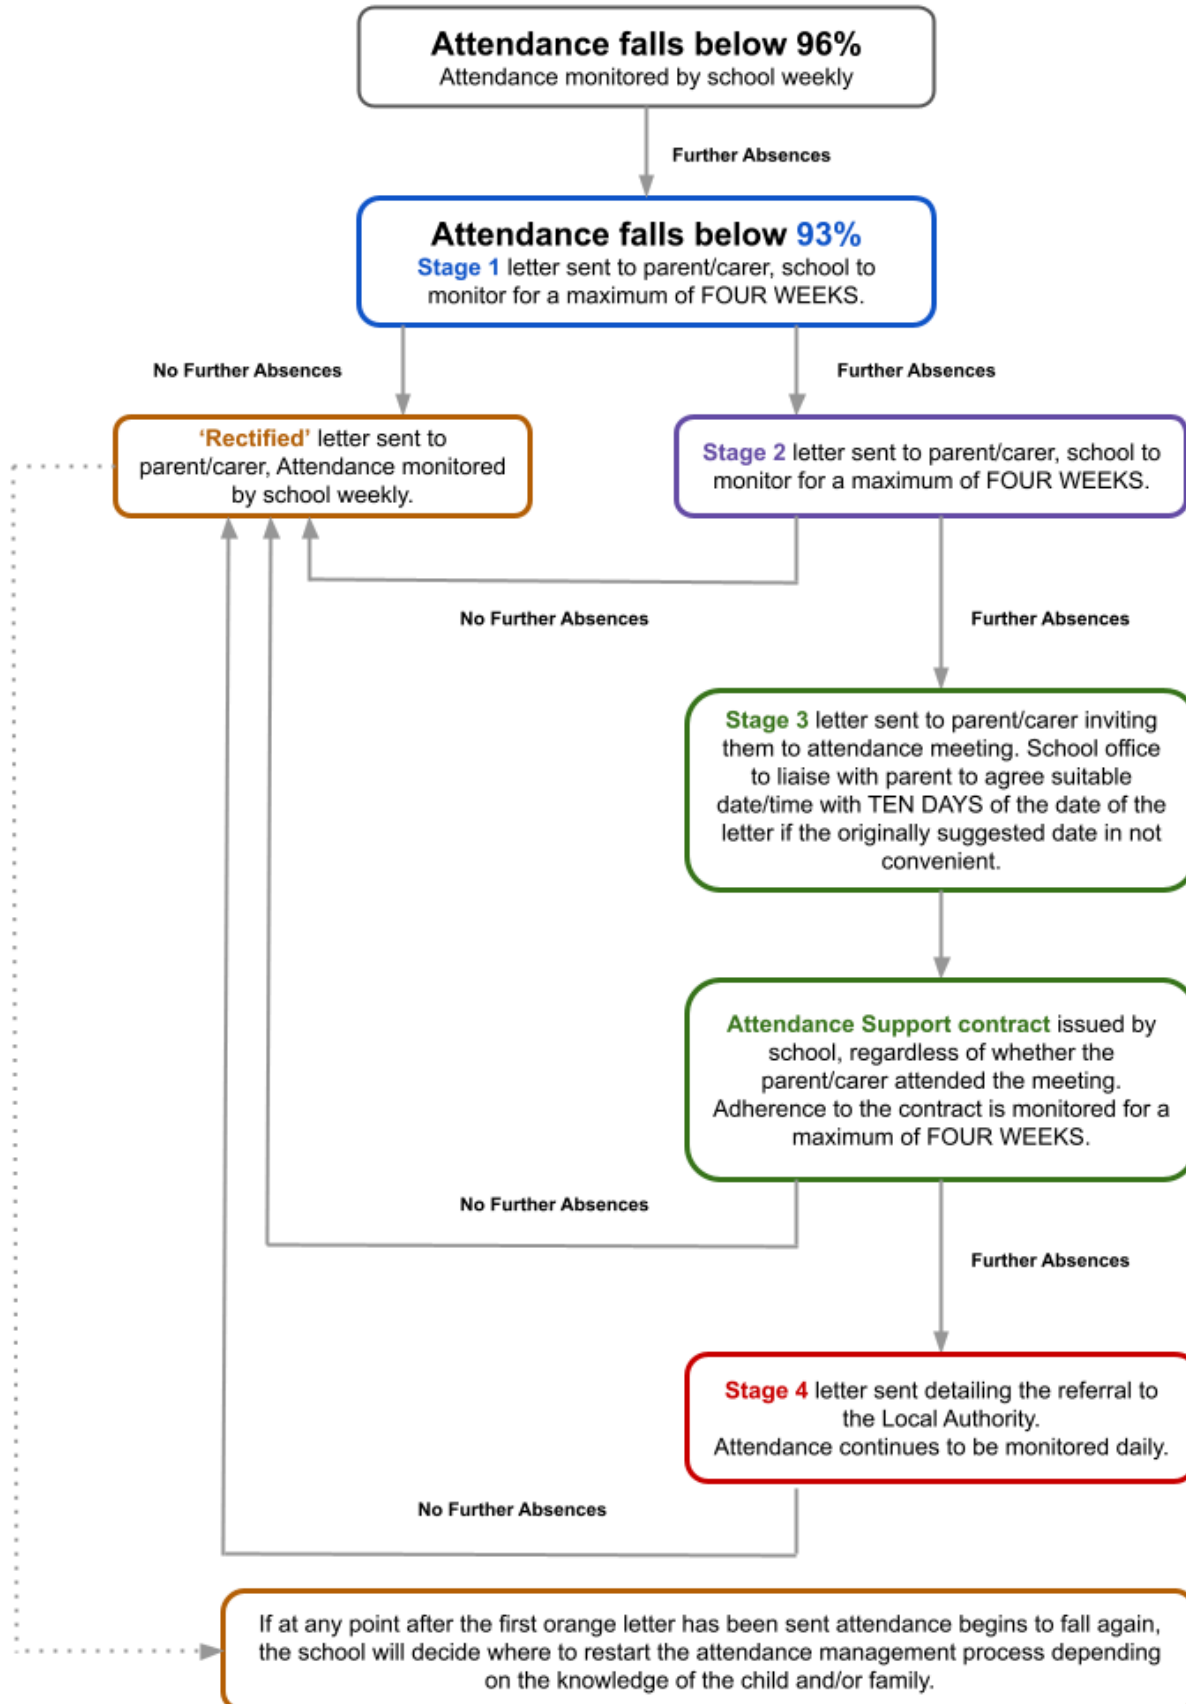 Attendance falls below 96%
Attendance monitored by school weekly
Further Absences
Attendance falls below 93%
Stage 1 letter sent to parent/carer, school to
monitor for a maximum of FOUR WEEKS.
No Further Absences
Further Absences
‘Rectified’ letter sent to
parent/carer, Attendance monitored
by school weekly.
Stage 2 letter sent to parent/carer, school to
monitor for a maximum of FOUR WEEKS.
No Further Absences
Further Absences
Stage 3 letter sent to parent/carer inviting
them to attendance meeting. School office
to liaise with parent to agree suitable
date/time with TEN DAYS of the date of the
letter if the originally suggested date in not
convenient.
Attendance Support contract issued by
school, regardless of whether the
parent/carer attended the meeting.
Adherence to the contract is monitored for a
maximum of FOUR WEEKS.
No Further Absences
Further Absences
Stage 4 letter sent detailing the referral to
the Local Authority.
Attendance continues to be monitored daily.
No Further Absences
If at any point after the first orange letter has been sent attendance begins to fall again,
the school will decide where to restart the attendance management process depending
on the knowledge of the child and/or family.